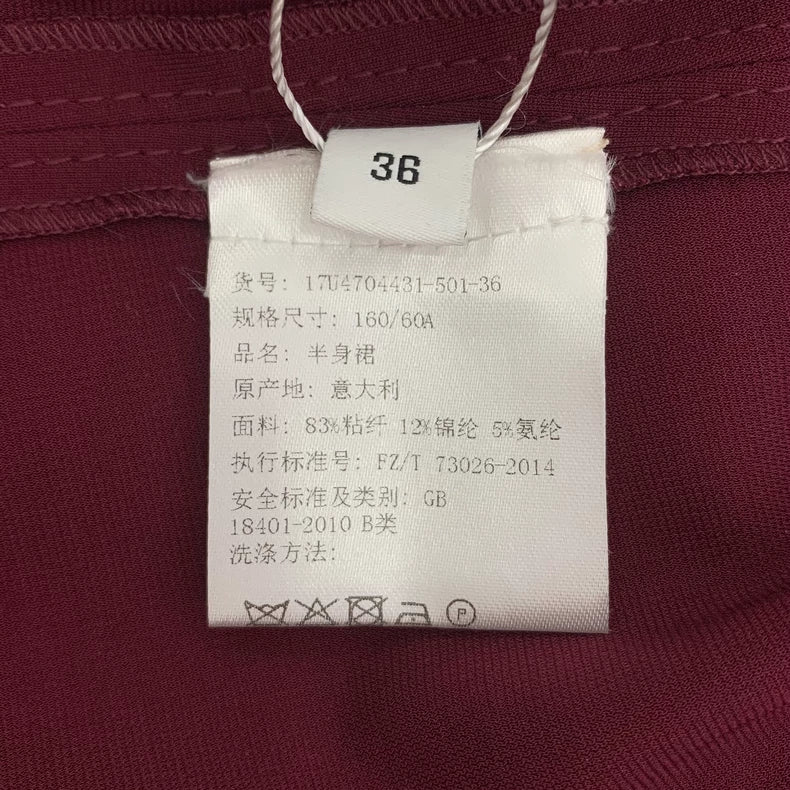 36
货号: 17U4704431-501-36
规格尺寸: 160/60A
品名: 半身裙
原产地: 意大利
面料: 83%粘纤 12%锦纶 5%氨纶
执行标准号: FZ/T 73026-2014
安全标准及类别: GB
18401-2010 B类
洗涤方法:
P